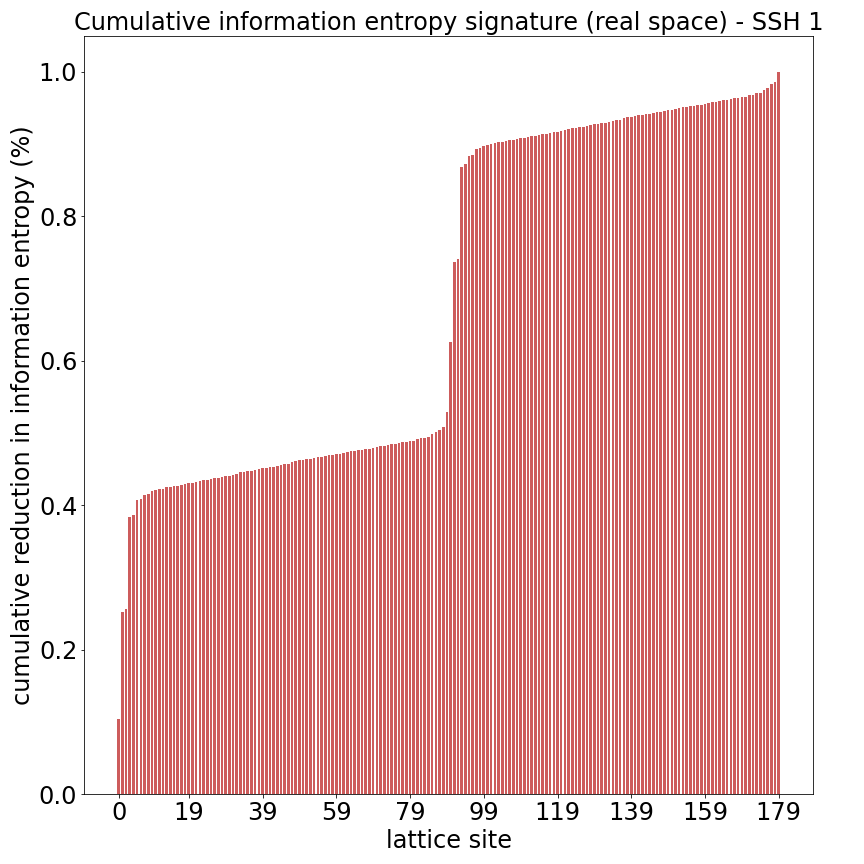 Cumulative information entropy signature (real space) - SSH 1
cumulative reduction in information entropy (%)
1.0
0.8
0.6
0.4
0.2
0.0
0 19 39 59 79 99 119 139 159 179
lattice site